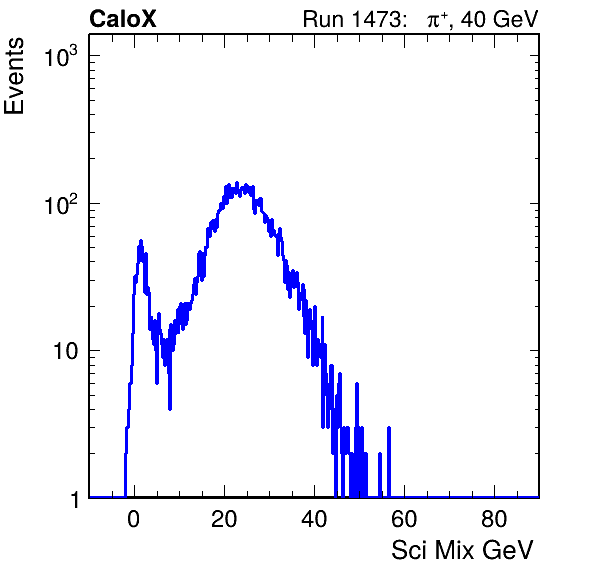 CaloX Run 1473: π⁺, 40 GeV
Events
10³
10²
10
1
0 20 40 60 80
Sci Mix GeV